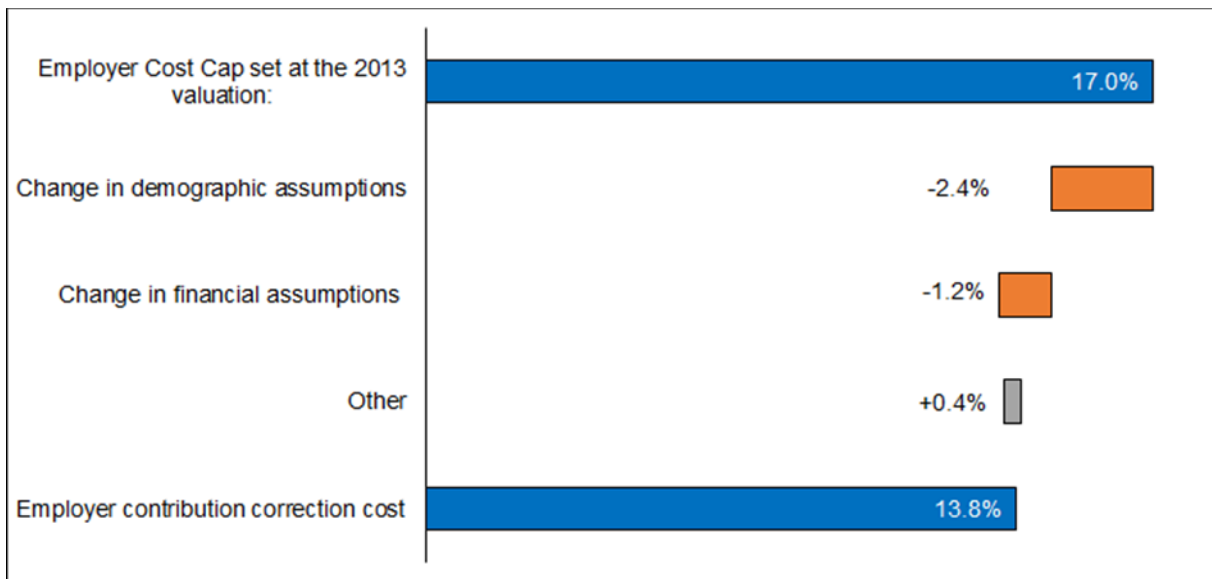 Employer Cost Cap set at the 2013
valuation:
17.0%
Change in demographic assumptions
-2.4%
Change in financial assumptions
-1.2%
Other
+0.4%
Employer contribution correction cost
13.8%